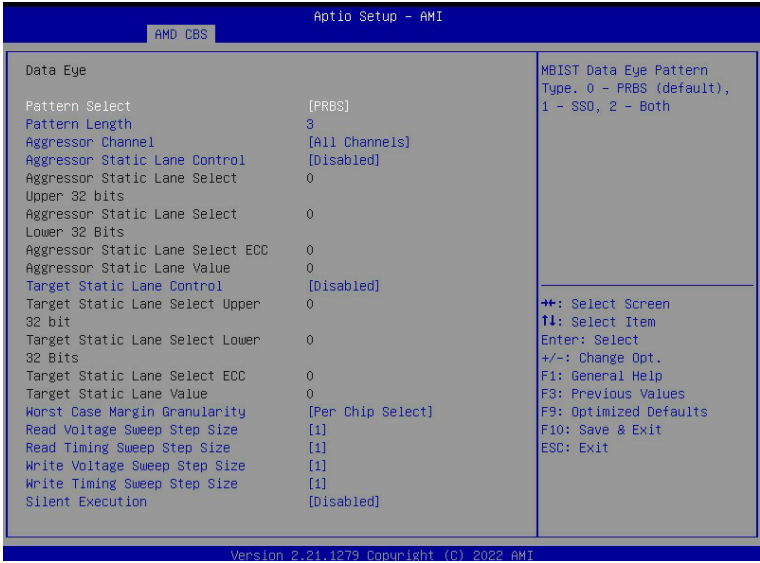 Aptio Setup - AMI
AMD CBS
Data Eye
Pattern Select [PRBS]
Pattern Length 3
Aggressor Channel [All Channels]
Aggressor Static Lane Control [Disabled]
Aggressor Static Lane Select 0
Upper 32 bits
Aggressor Static Lane Select 0
Lower 32 Bits
Aggressor Static Lane Select ECC 0
Aggressor Static Lane Value 0
Target Static Lane Control [Disabled]
Target Static Lane Select Upper 0
32 bit
Target Static Lane Select Lower 0
32 Bits
Target Static Lane Select ECC 0
Target Static Lane Value 0
Worst Case Margin Granularity [Per Chip Select]
Read Voltage Sweep Step Size [1]
Read Timing Sweep Step Size [1]
Write Voltage Sweep Step Size [1]
Write Timing Sweep Step Size [1]
Silent Execution [Disabled]
MBIST Data Eye Pattern
Type. 0 - PRBS (default),
1 - SSO, 2 - Both
→←: Select Screen
↑↓: Select Item
Enter: Select
+/-: Change Opt.
F1: General Help
F3: Previous Values
F9: Optimized Defaults
F10: Save & Exit
ESC: Exit
Version 2.21.1279 Copyright (C) 2022 AMI